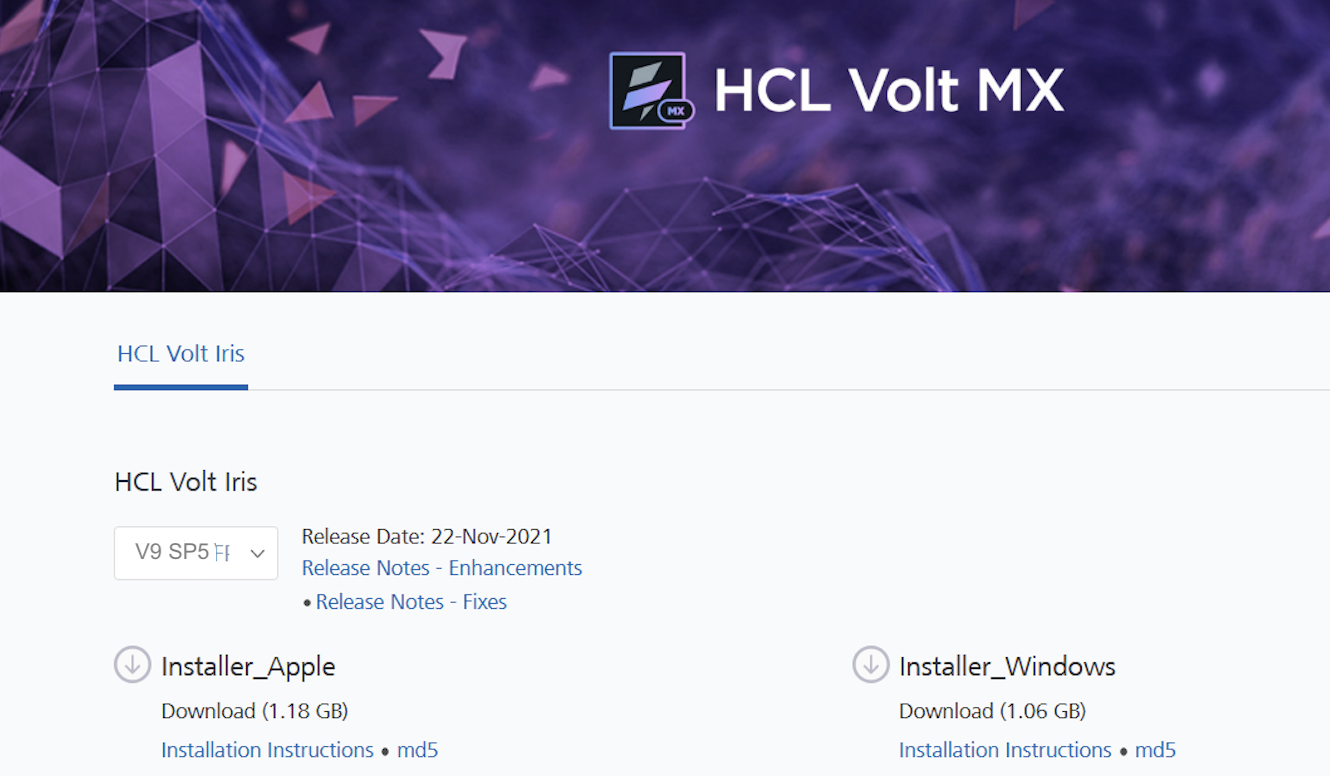 MX HCL Volt MX
HCL Volt Iris
HCL Volt Iris
V9 SP5
Release Date: 22-Nov-2021
Release Notes - Enhancements
• Release Notes - Fixes
Installer_Apple
Download (1.18 GB)
Installation Instructions • md5
Installer_Windows
Download (1.06 GB)
Installation Instructions • md5